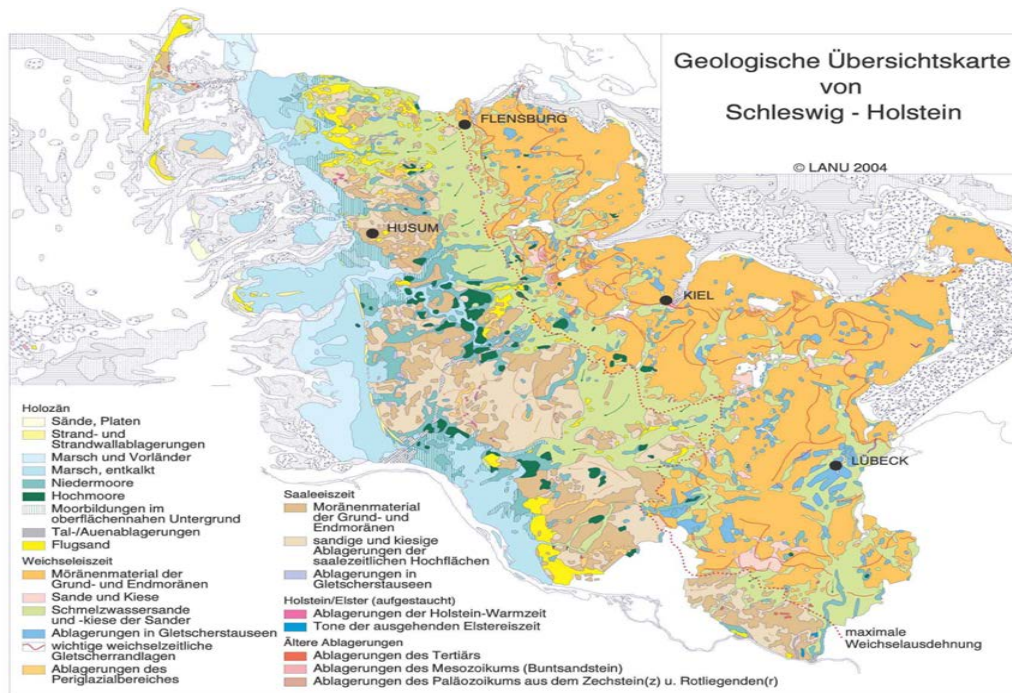 Geologische Übersichtskarte
von
Schleswig - Holstein
© LANU 2004
FLENSBURG
HUSUM
KIEL
LÜBECK
maximale
Weichselausdehnung
Holozän
Sände, Platen
Strand- und
Strandwallablagerungen
Marsch und Vorländer
Marsch, entkalkt
Niedermoore
Hochmoore
Moorbildungen im
oberflächennahen Untergrund
Tal-/Auenablagerungen
Flugsand
Weichseleiszeit
Möränenmaterial der
Grund- und Endmoränen
Sande und Kiese
Schmelzwassersande
und -kiese der Sander
Ablagerungen in Gletscherstauseen
wichtige weichselzeitliche
Gletscherrandlagen
Ablagerungen des
Periglazialbereiches
Saaleeiszeit
Moränenmaterial
der Grund- und
Endmoränen
sandige und kiesige
Ablagerungen der
saalezeitlichen Hochflächen
Ablagerungen in
Gletscherstauseen
Holstein/Elster (aufgestaucht)
Ablagerungen der Holstein-Warmzeit
Tone der ausgehenden Elstereiszeit
Ältere Ablagerungen
Ablagerungen des Tertiärs
Ablagerungen des Mesozoikums (Buntsandstein)
Ablagerungen des Paläozoikums aus dem Zechstein(z) u. Rotliegenden(r)